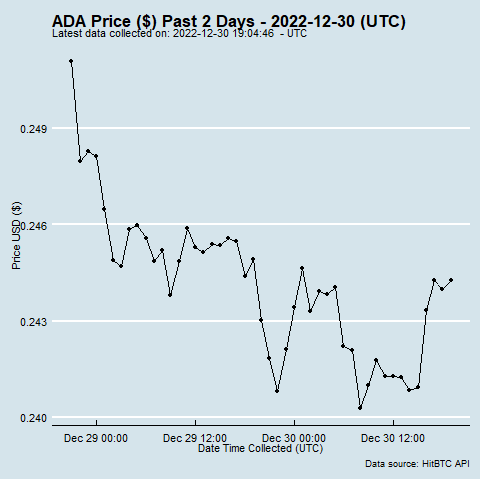 ADA Price ($) Past 2 Days - 2022-12-30 (UTC)
Latest data collected on: 2022-12-30 19:04:46  - UTC
0.249
0.246
0.243
0.240
Price USD ($)
Dec 29 00:00
Dec 29 12:00
Dec 30 00:00
Dec 30 12:00
Date Time Collected (UTC)
Data source: HitBTC API